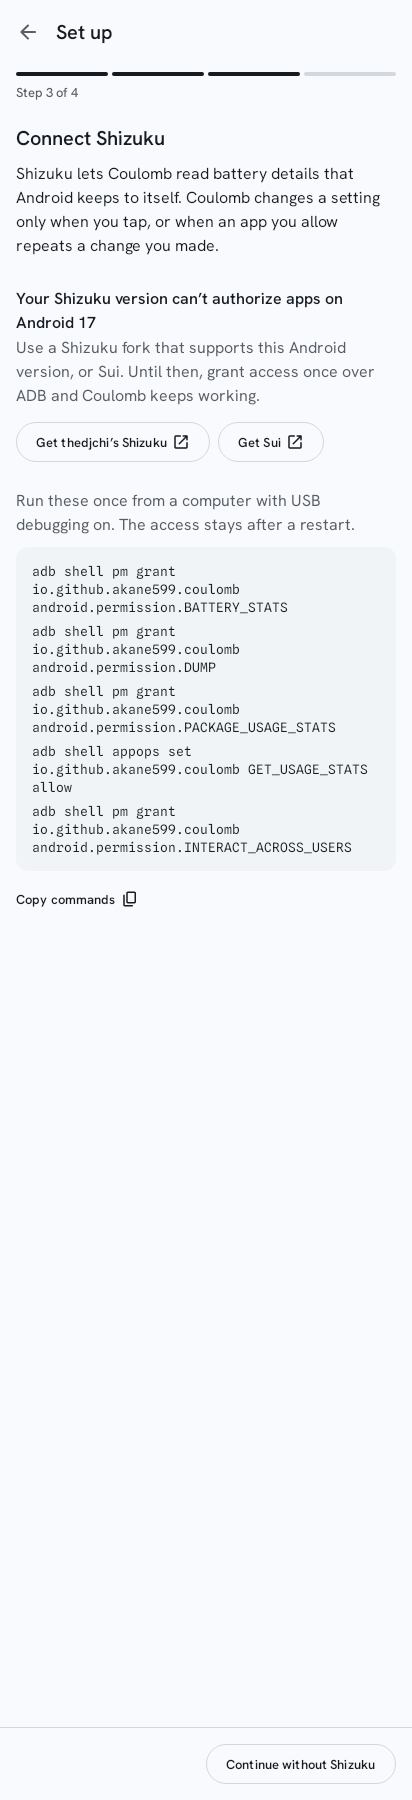 Set up
Step 3 of 4
Connect Shizuku
Shizuku lets Coulomb read battery details that
Android keeps to itself. Coulomb changes a setting
only when you tap, or when an app you allow
repeats a change you made.
Your Shizuku version can’t authorize apps on
Android 17
Use a Shizuku fork that supports this Android
version, or Sui. Until then, grant access once over
ADB and Coulomb keeps working.
Get thedjchi’s Shizuku
Get Sui
Run these once from a computer with USB
debugging on. The access stays after a restart.
adb shell pm grant
io.github.akane599.coulomb
android.permission.BATTERY_STATS
adb shell pm grant
io.github.akane599.coulomb
android.permission.DUMP
adb shell pm grant
io.github.akane599.coulomb
android.permission.PACKAGE_USAGE_STATS
adb shell appops set
io.github.akane599.coulomb GET_USAGE_STATS
allow
adb shell pm grant
io.github.akane599.coulomb
android.permission.INTERACT_ACROSS_USERS
Copy commands
Continue without Shizuku